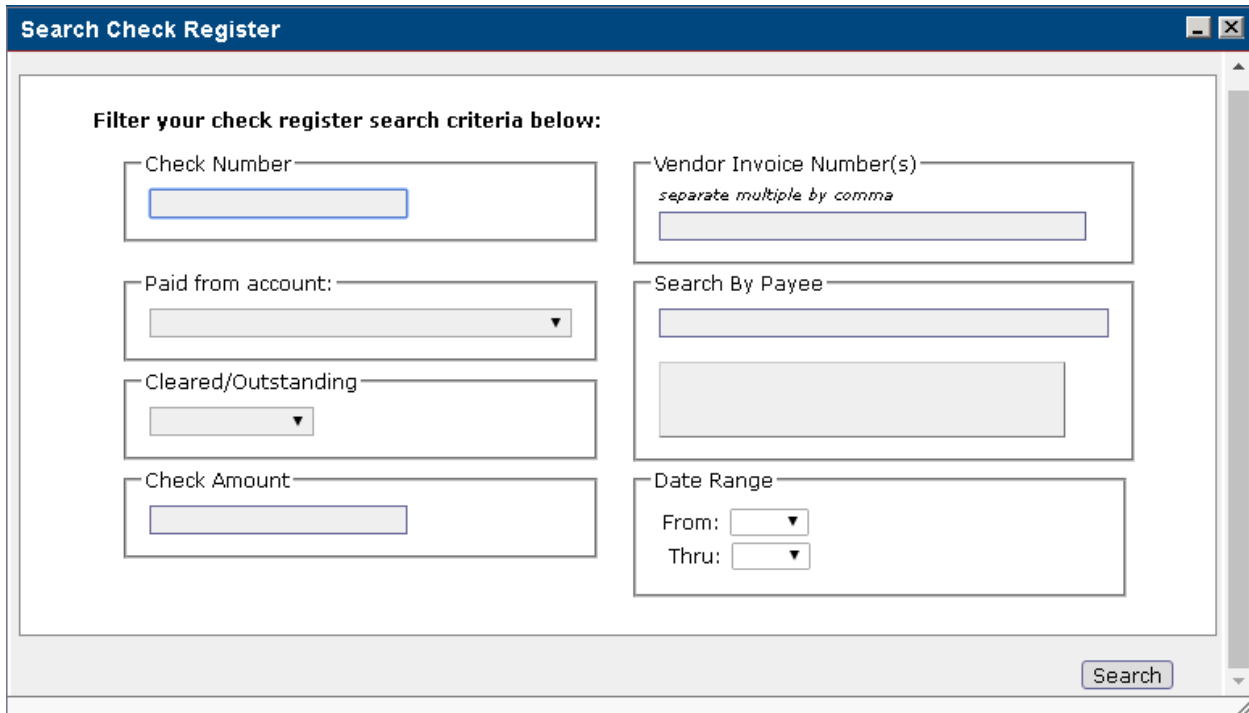 Search Check Register
Filter your check register search criteria below:
Check Number
Vendor Invoice Number(s)
separate multiple by comma
Paid from account:
Search By Payee
Cleared/Outstanding
Check Amount
Date Range
From:
Thru:
Search